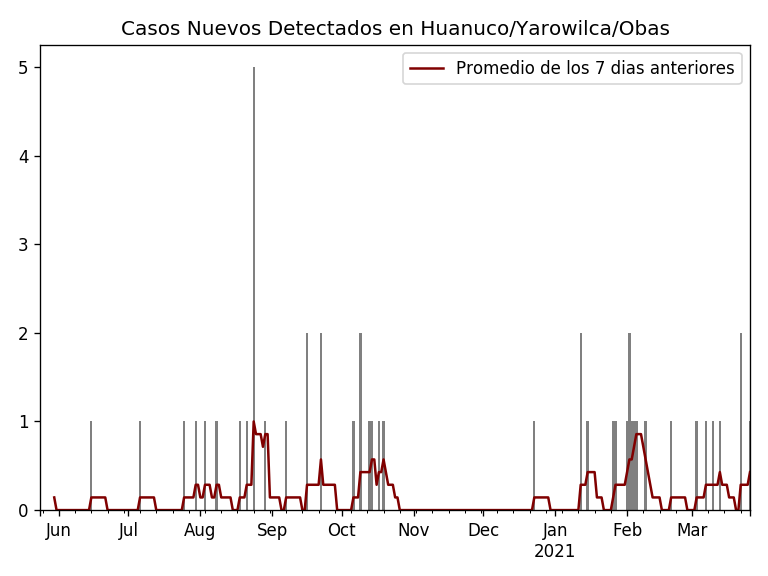 Casos Nuevos Detectados en Huanuco/Yarowilca/Obas
Promedio de los 7 dias anteriores
5
4
3
2
1
0
Jun Jul Aug Sep Oct Nov Dec Jan Feb Mar
2021